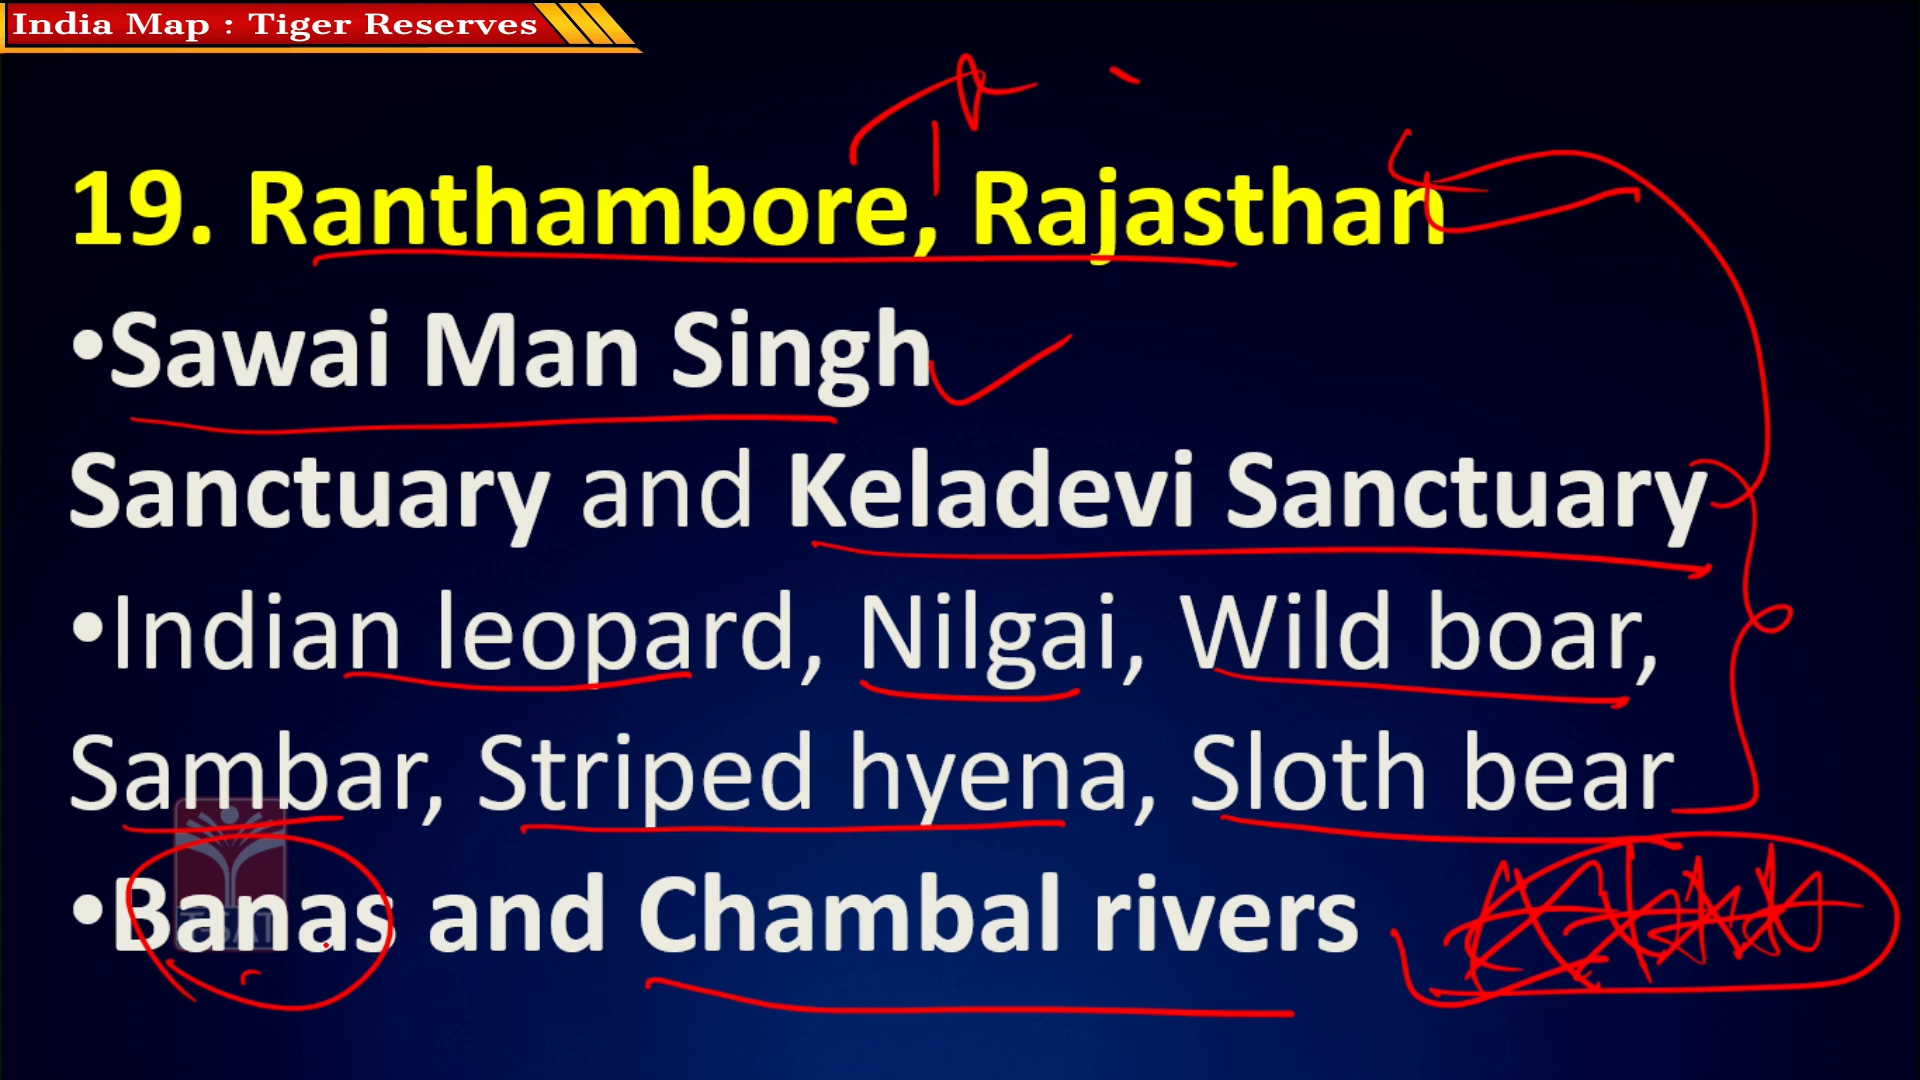 India Map : Tiger Reserves
19. Ranthambore, Rajasthan
•Sawai Man Singh
Sanctuary and Keladevi Sanctuary
•Indian leopard, Nilgai, Wild boar,
Sambar, Striped hyena, Sloth bear
•Banas and Chambal rivers